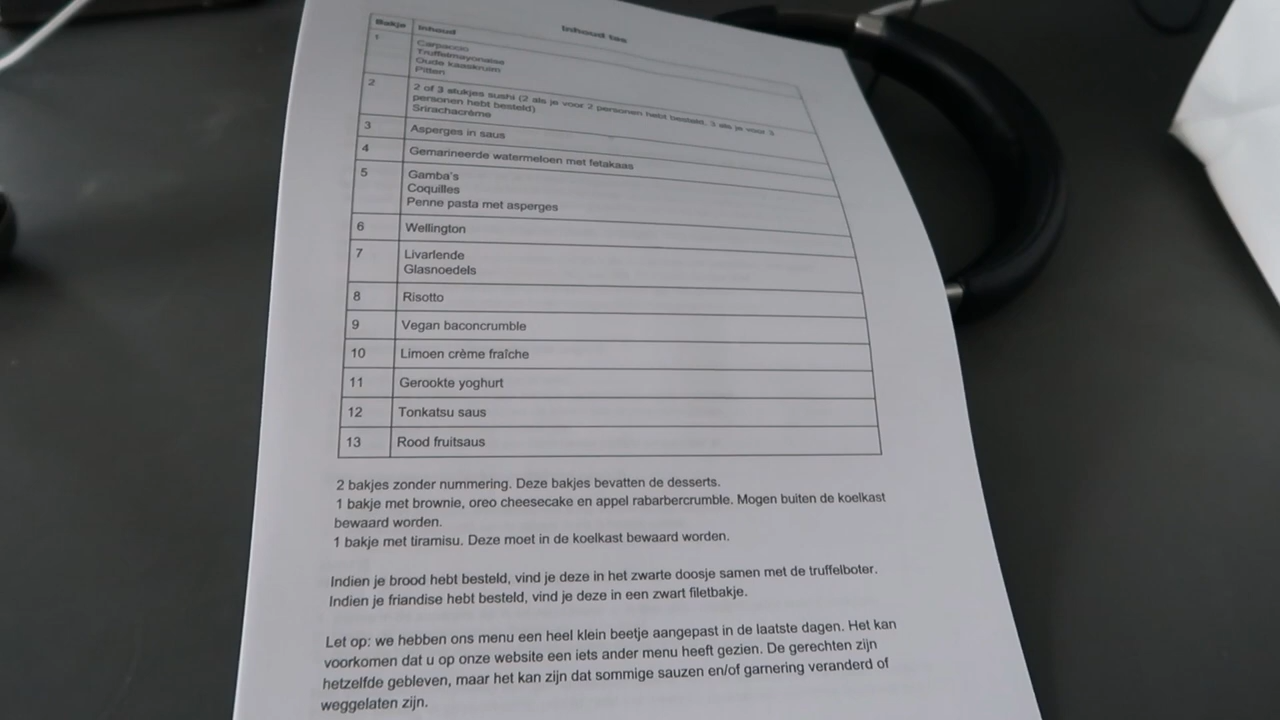 Inhoud tas
Bakje Inhoud
1 Carpaccio
Truffelmayonaise
Oude kaaskruim
Pitten
2 2 of 3 stukjes sushi (2 als je voor 2 personen hebt besteld, 3 als je voor 3
personen hebt besteld)
Srirachacrème
3 Asperges in saus
4 Gemarineerde watermeloen met fetakaas
5 Gamba's
Coquilles
Penne pasta met asperges
6 Wellington
7 Livarlende
Glasnoedels
8 Risotto
9 Vegan baconcrumble
10 Limoen crème fraîche
11 Gerookte yoghurt
12 Tonkatsu saus
13 Rood fruitsaus
2 bakjes zonder nummering. Deze bakjes bevatten de desserts.
1 bakje met brownie, oreo cheesecake en appel rabarbercrumble. Mogen buiten de koelkast
bewaard worden.
1 bakje met tiramisu. Deze moet in de koelkast bewaard worden.
Indien je brood hebt besteld, vind je deze in het zwarte doosje samen met de truffelboter.
Indien je friandise hebt besteld, vind je deze in een zwart filetbakje.
Let op: we hebben ons menu een heel klein beetje aangepast in de laatste dagen. Het kan
voorkomen dat u op onze website een iets ander menu heeft gezien. De gerechten zijn
hetzelfde gebleven, maar het kan zijn dat sommige sauzen en/of garnering veranderd of
weggelaten zijn.